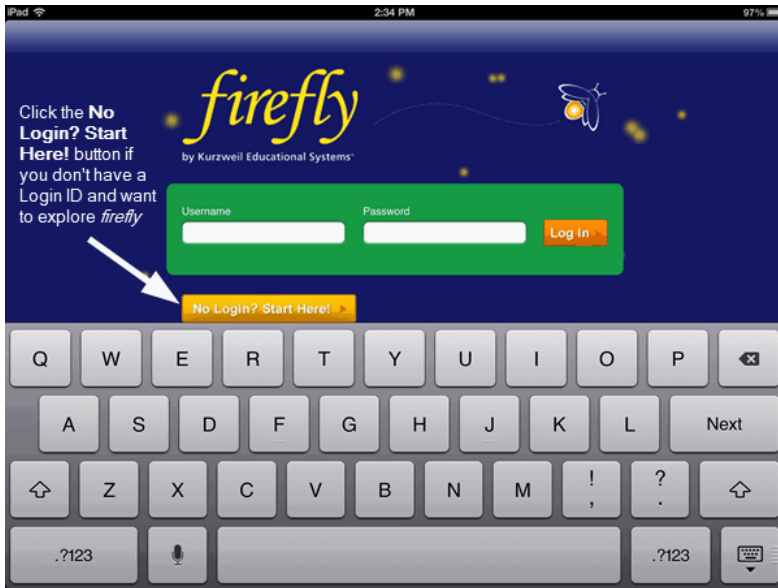 iPad 2:34 PM 97%
firefly
by Kurzweil Educational Systems
Click the No
Login? Start
Here! button if
you don't have a
Login ID and want
to explore firefly
Username Password
Log In
No Login? Start Here!
Q W E R T Y U I O P
A S D F G H J K L Next
Z X C V B N M ! , ? .
.?123 .?123